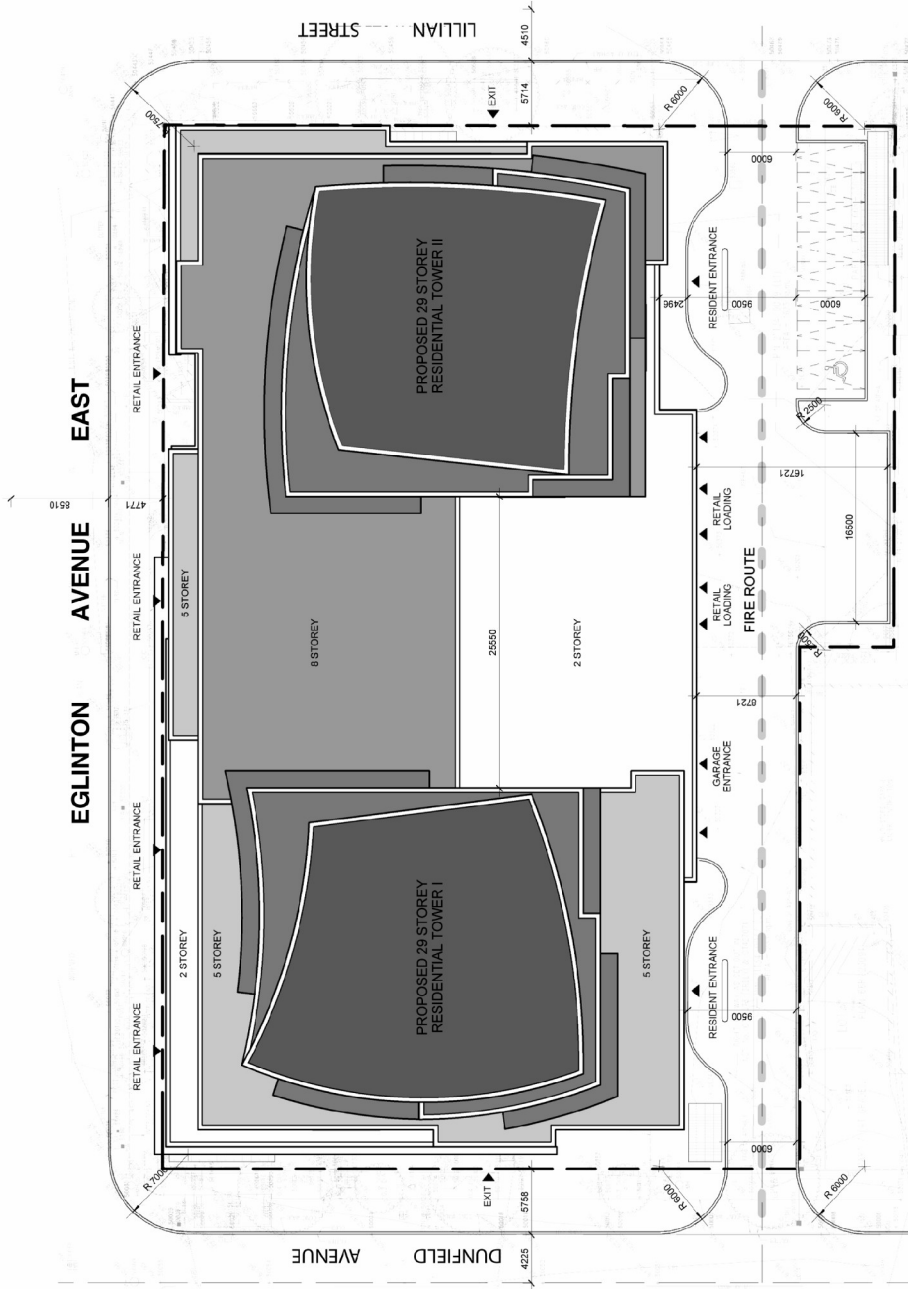 LILLIAN STREET
4510
5714
EXIT
R 6000
R 6000
7500
6000
EAST
RETAIL ENTRANCE
PROPOSED 29 STOREY
RESIDENTIAL TOWER II
2496
RESIDENT ENTRANCE
9500
6000
R 2500
8510
4771
AVENUE
RETAIL ENTRANCE
5 STOREY
8 STOREY
25550
2 STOREY
RETAIL
LOADING
RETAIL
LOADING
16721
16500
FIRE ROUTE
8721
EGLINTON
RETAIL ENTRANCE
GARAGE
ENTRANCE
2 STOREY
5 STOREY
PROPOSED 29 STOREY
RESIDENTIAL TOWER I
5 STOREY
RETAIL ENTRANCE
RESIDENT ENTRANCE
9500
6000
R 7000
EXIT
5758
R 6000
R 6000
DUNFIELD AVENUE
4225